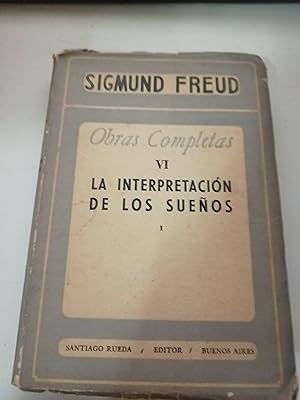 SIGMUND FREUD
Obras Completas
VI
LA INTERPRETACIÓN
DE LOS SUEÑOS
I
SANTIAGO RUEDA / EDITOR / BUENOS AIRES